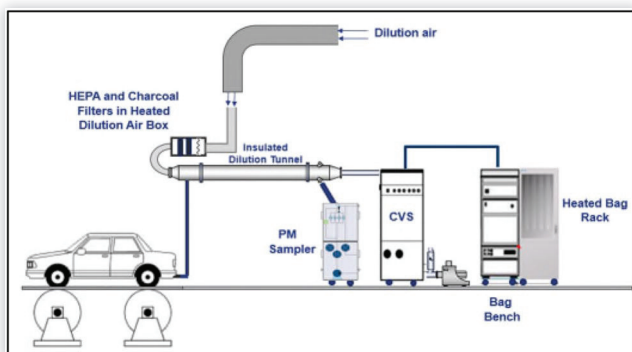 Dilution air
HEPA and Charcoal
Filters in Heated
Dilution Air Box
Insulated
Dilution Tunnel
PM
Sampler
CVS
Heated Bag
Rack
Bag
Bench